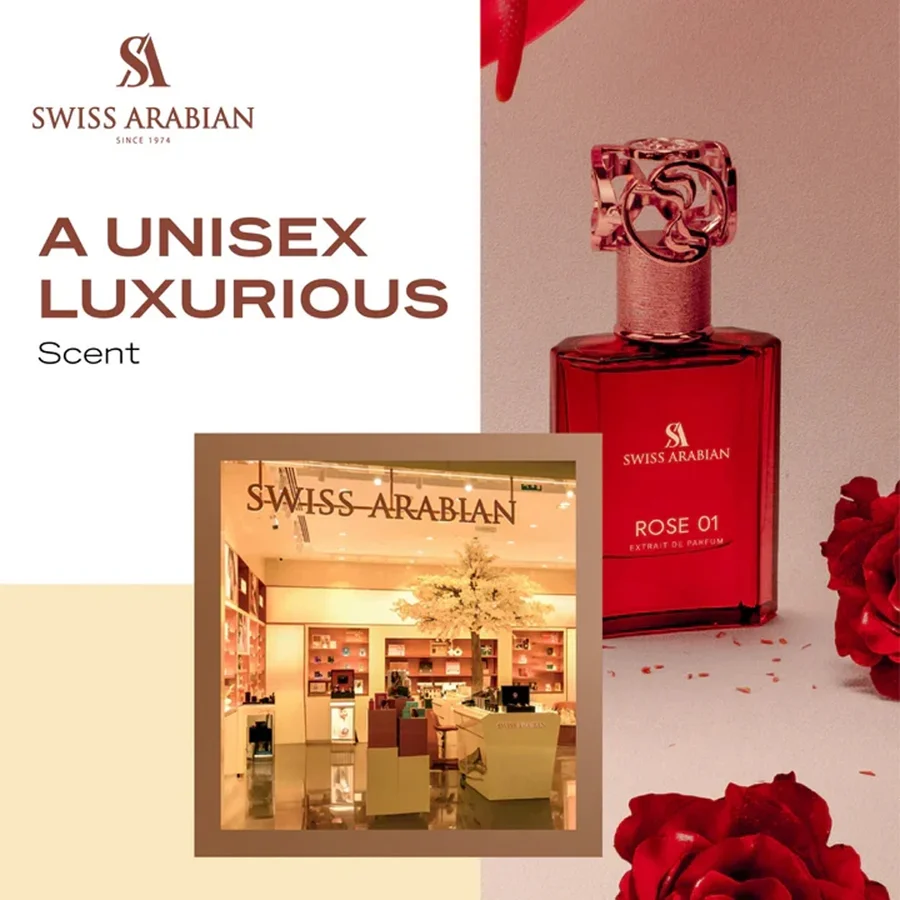 SA
SWISS ARABIAN
SINCE 1974
A UNISEX
LUXURIOUS
Scent
SWISS ARABIAN
SA
SWISS ARABIAN
ROSE 01
EXTRAIT DE PARFUM